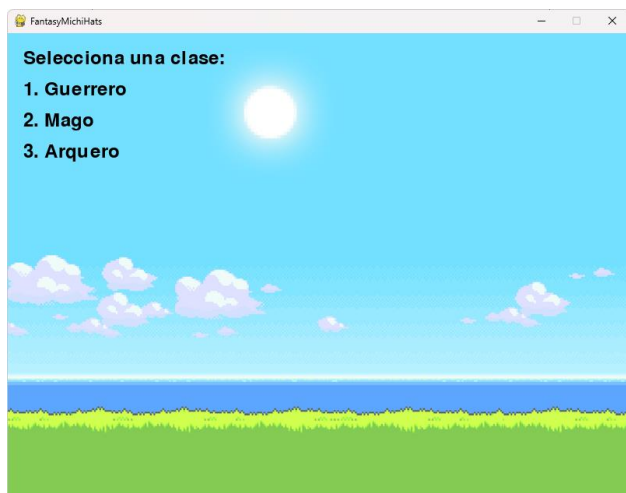 FantasyMichiHats
Selecciona una clase:
1. Guerrero
2. Mago
3. Arquero